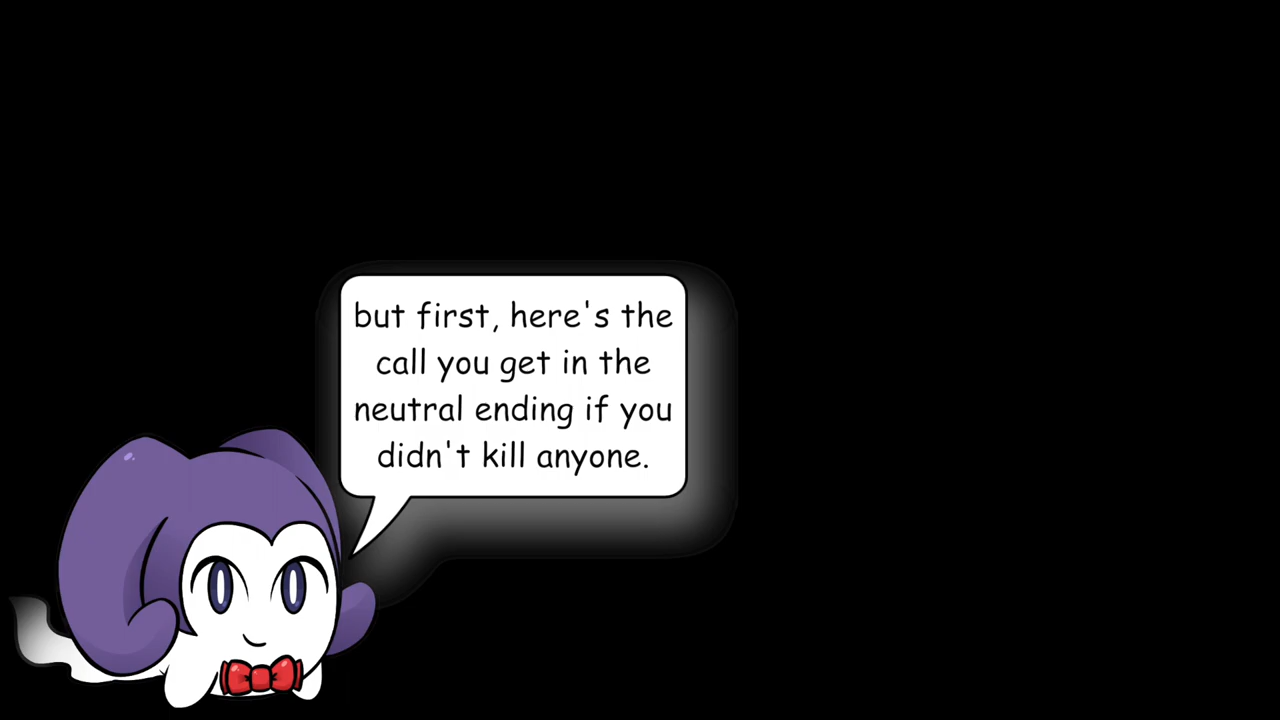 but first, here's the
call you get in the
neutral ending if you
didn't kill anyone.